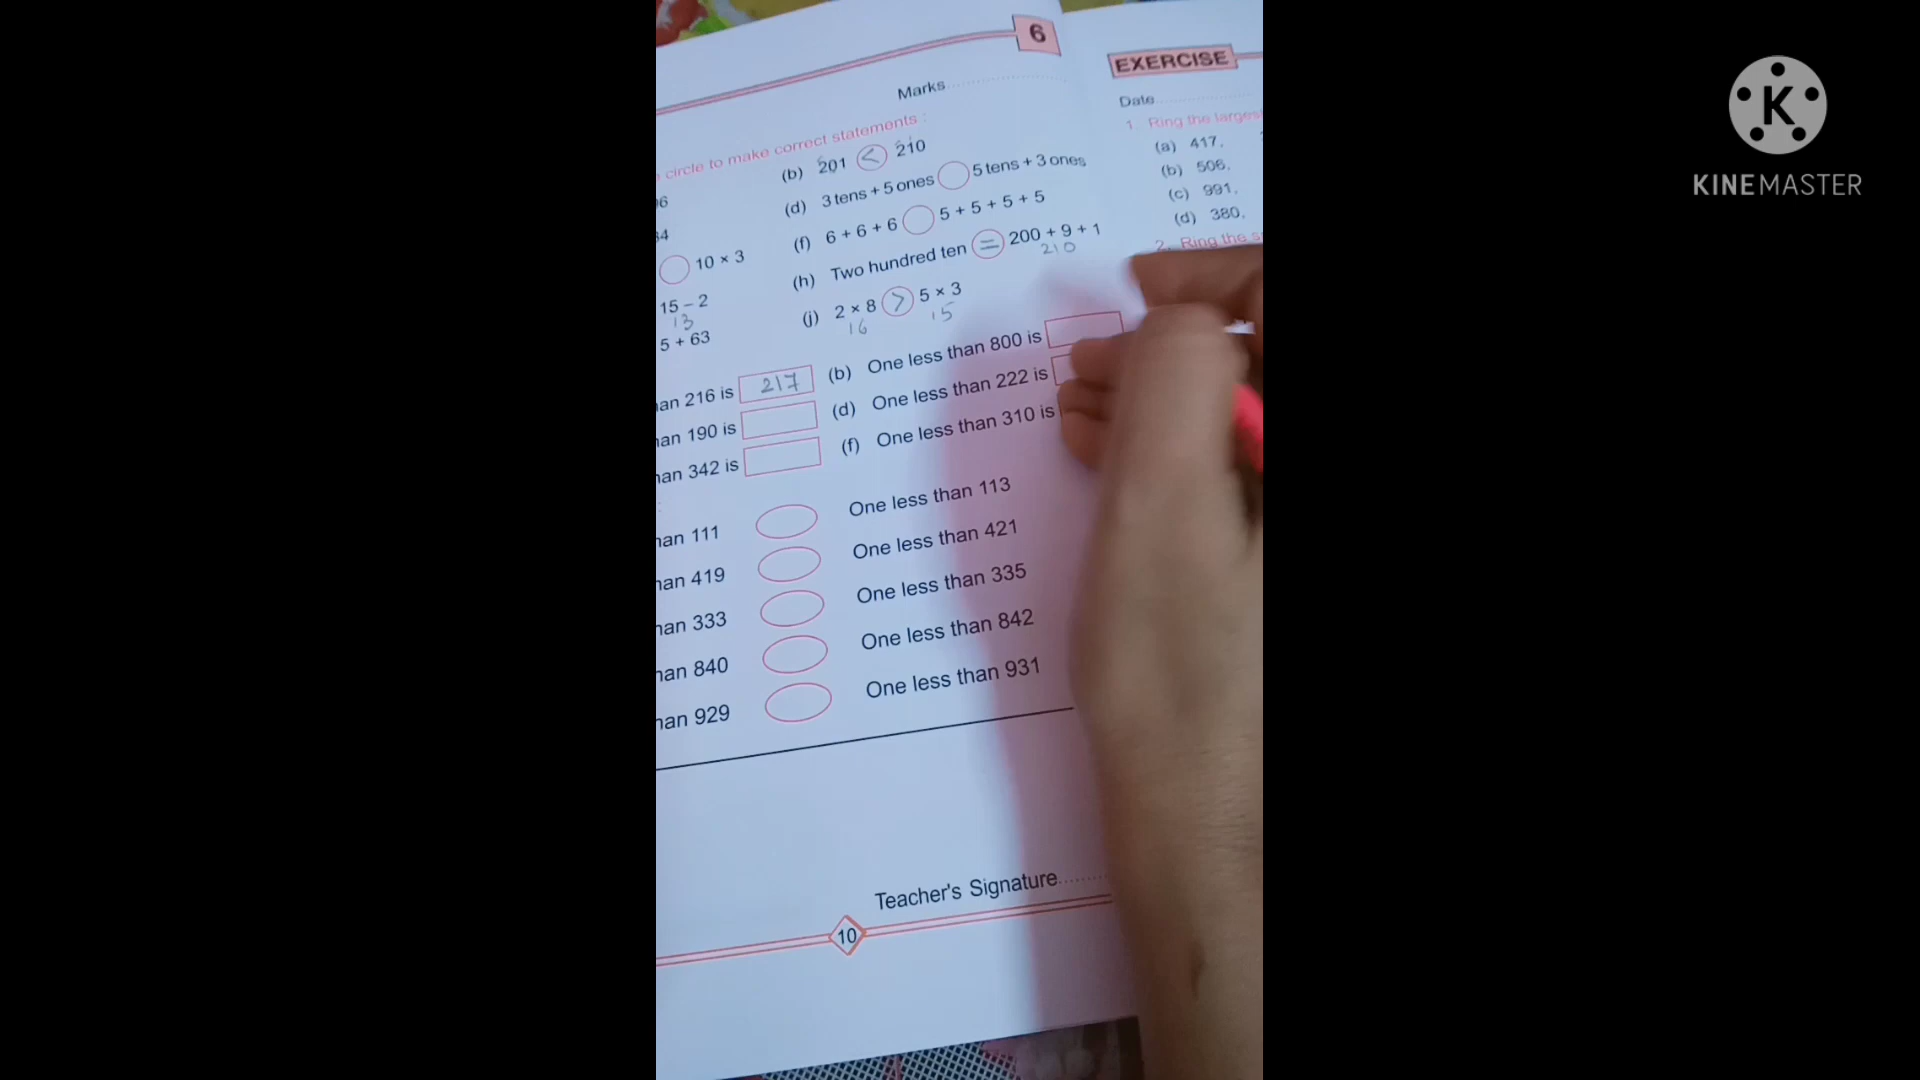 6
Marks
circle to make correct statements :
(b) 201 < 210
(d) 3 tens + 5 ones 5 tens + 3 ones
(f) 6 + 6 + 6 5 + 5 + 5 + 5
10 × 3
(h) Two hundred ten = 200 + 9 + 1
210
15 – 2
13
(j) 2 × 8 > 5 × 3
16 15
5 + 63
an 216 is 217
(b) One less than 800 is
an 190 is
(d) One less than 222 is
an 342 is
(f) One less than 310 is
an 111 One less than 113
an 419 One less than 421
an 333 One less than 335
an 840 One less than 842
an 929 One less than 931
Teacher's Signature
10
EXERCISE
Date
1. Ring the largest
(a) 417,
(b) 506,
(c) 991,
(d) 380,
2. Ring the s
K
KINEMASTER